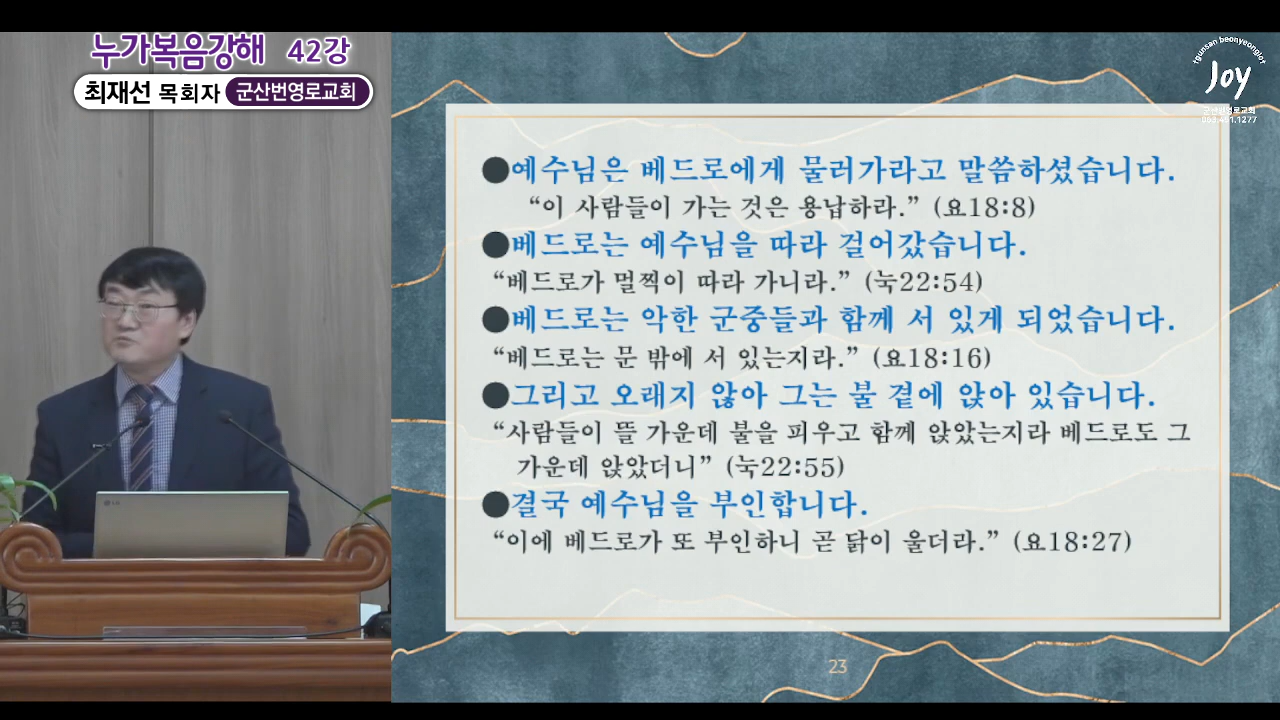 누가복음강해 42강
최재선 목회자 군산번영로교회
Joy
군산번영로교회
063.451.1277
●예수님은 베드로에게 물러가라고 말씀하셨습니다.
“이 사람들이 가는 것은 용납하라.” (요18:8)
●베드로는 예수님을 따라 걸어갔습니다.
“베드로가 멀찍이 따라 가니라.” (눅22:54)
●베드로는 악한 군중들과 함께 서 있게 되었습니다.
“베드로는 문 밖에 서 있는지라.” (요18:16)
●그리고 오래지 않아 그는 불 곁에 앉아 있습니다.
“사람들이 뜰 가운데 불을 피우고 함께 앉았는지라 베드로도 그
가운데 앉았더니” (눅22:55)
●결국 예수님을 부인합니다.
“이에 베드로가 또 부인하니 곧 닭이 울더라.” (요18:27)
23
LG